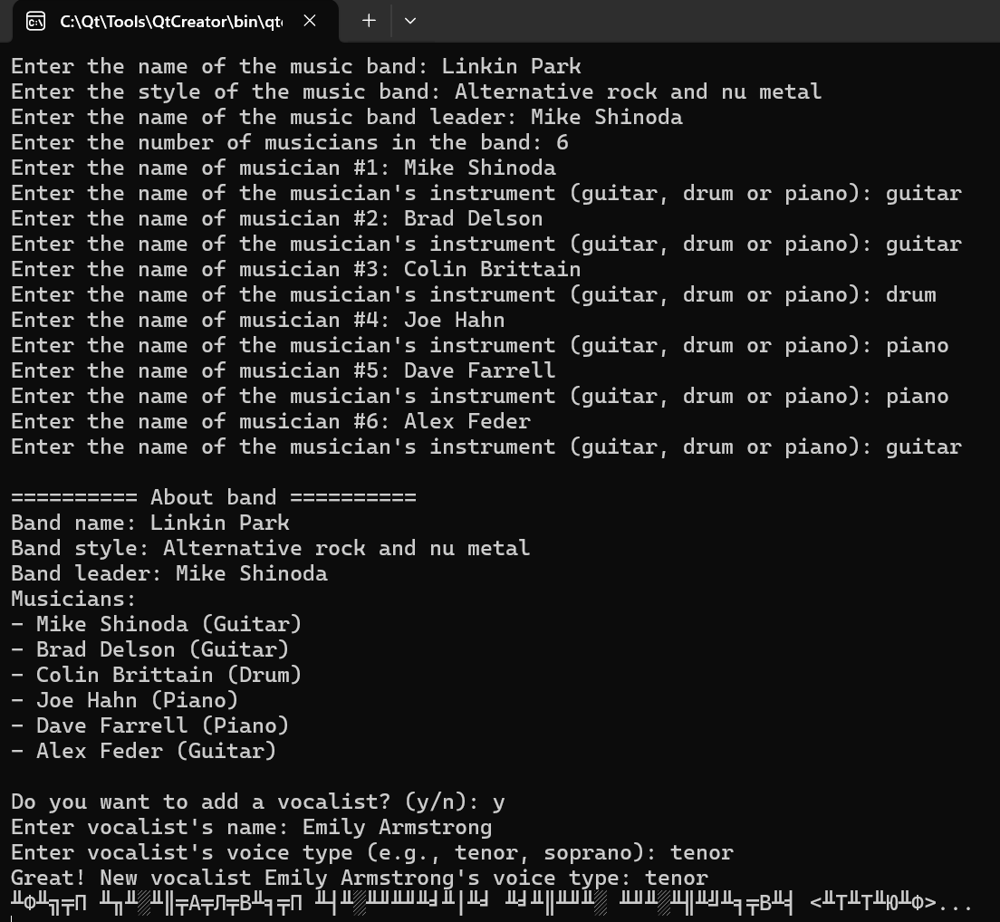 C:\Qt\Tools\QtCreator\bin\qt
Enter the name of the music band: Linkin Park
Enter the style of the music band: Alternative rock and nu metal
Enter the name of the music band leader: Mike Shinoda
Enter the number of musicians in the band: 6
Enter the name of musician #1: Mike Shinoda
Enter the name of the musician's instrument (guitar, drum or piano): guitar
Enter the name of musician #2: Brad Delson
Enter the name of the musician's instrument (guitar, drum or piano): guitar
Enter the name of musician #3: Colin Brittain
Enter the name of the musician's instrument (guitar, drum or piano): drum
Enter the name of musician #4: Joe Hahn
Enter the name of the musician's instrument (guitar, drum or piano): piano
Enter the name of musician #5: Dave Farrell
Enter the name of the musician's instrument (guitar, drum or piano): piano
Enter the name of musician #6: Alex Feder
Enter the name of the musician's instrument (guitar, drum or piano): guitar
========== About band ==========
Band name: Linkin Park
Band style: Alternative rock and nu metal
Band leader: Mike Shinoda
Musicians:
- Mike Shinoda (Guitar)
- Brad Delson (Guitar)
- Colin Brittain (Drum)
- Joe Hahn (Piano)
- Dave Farrell (Piano)
- Alex Feder (Guitar)
Do you want to add a vocalist? (y/n): y
Enter vocalist's name: Emily Armstrong
Enter vocalist's voice type (e.g., tenor, soprano): tenor
Great! New vocalist Emily Armstrong's voice type: tenor